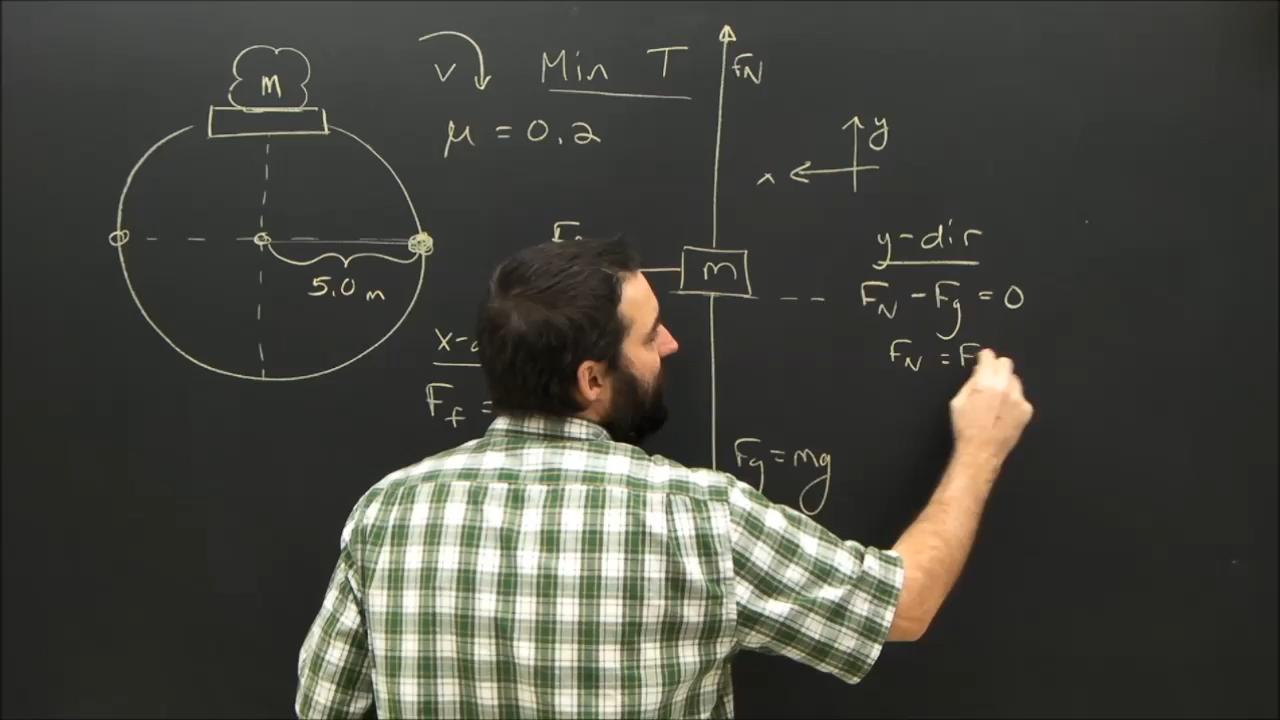 m
v
Min T
μ = 0.2
5.0 m
F_N
y
x
m
F_g = mg
F_f =
y-dir
F_N - F_g = 0
F_N = F